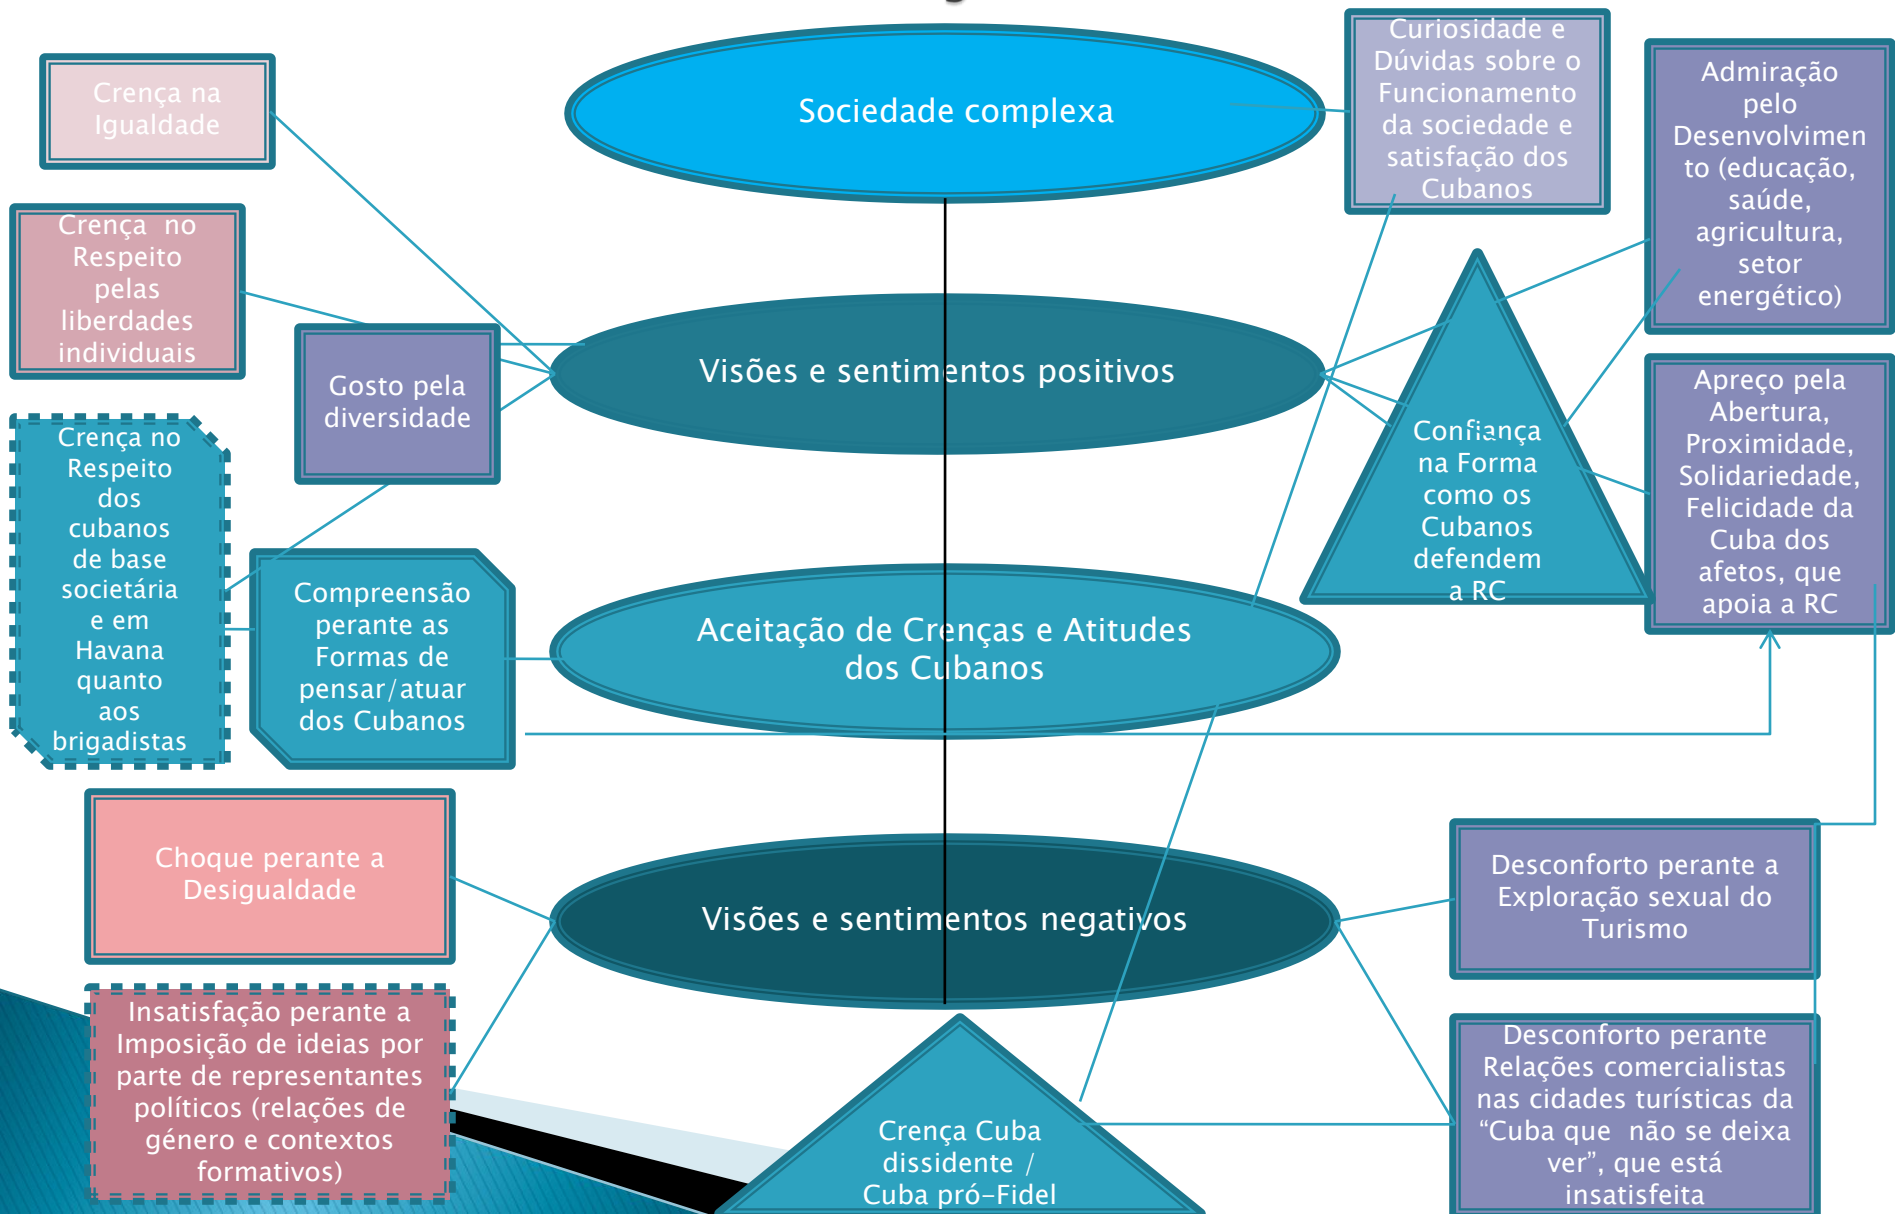 Crença na
Igualdade
Sociedade complexa
Curiosidade e
Dúvidas sobre o
Funcionamento
da sociedade e
satisfação dos
Cubanos
Admiração
pelo
Desenvolvimen
to (educação,
saúde,
agricultura,
setor
energético)
Crença no
Respeito
pelas
liberdades
individuais
Gosto pela
diversidade
Visões e sentimentos positivos
Confiança
na Forma
como os
Cubanos
defendem
a RC
Apreço pela
Abertura,
Proximidade,
Solidariedade,
Felicidade da
Cuba dos
afetos, que
apoia a RC
Crença no
Respeito
dos
cubanos
de base
societária
e em
Havana
quanto
aos
brigadistas
Compreensão
perante as
Formas de
pensar/atuar
dos Cubanos
Aceitação de Crenças e Atitudes
dos Cubanos
Choque perante a
Desigualdade
Visões e sentimentos negativos
Desconforto perante a
Exploração sexual do
Turismo
Insatisfação perante a
Imposição de ideias por
parte de representantes
políticos (relações de
género e contextos
formativos)
Crença Cuba
dissidente /
Cuba pró-Fidel
Desconforto perante
Relações comercialistas
nas cidades turísticas da
“Cuba que não se deixa
ver”, que está
insatisfeita